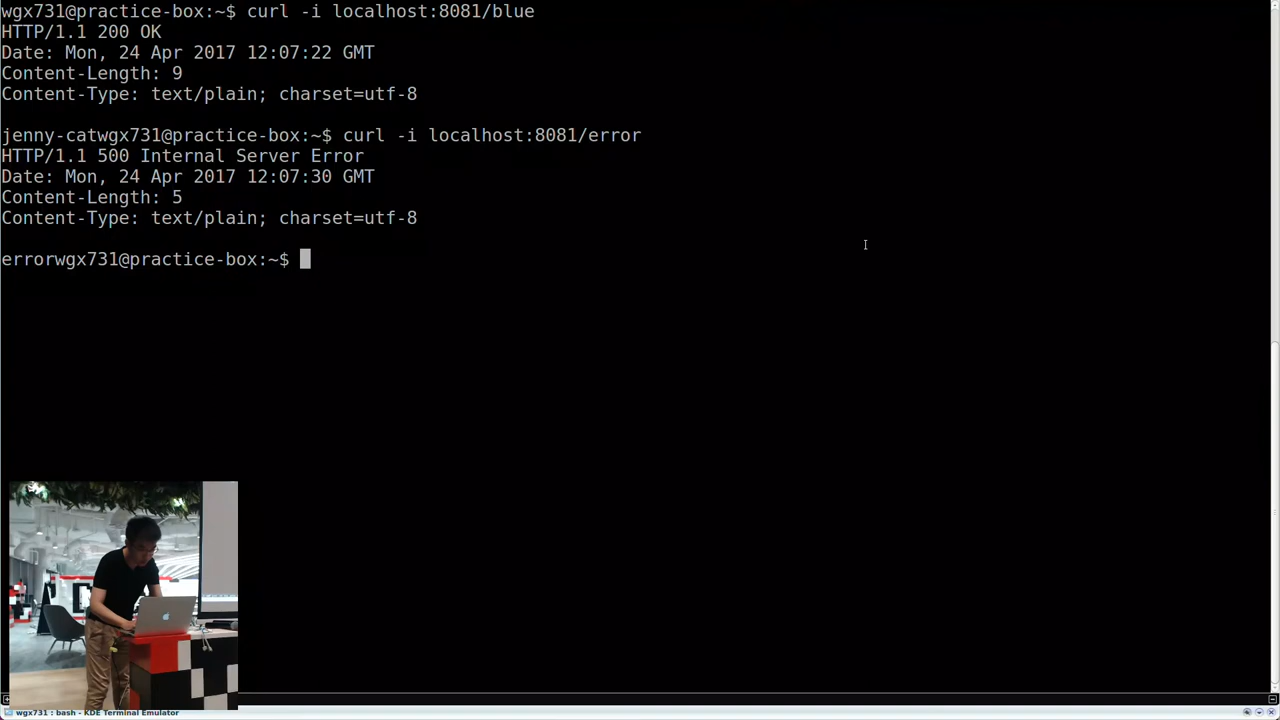 wgx731@practice-box:~$ curl -i localhost:8081/blue
HTTP/1.1 200 OK
Date: Mon, 24 Apr 2017 12:07:22 GMT
Content-Length: 9
Content-Type: text/plain; charset=utf-8
jenny-catwgx731@practice-box:~$ curl -i localhost:8081/error
HTTP/1.1 500 Internal Server Error
Date: Mon, 24 Apr 2017 12:07:30 GMT
Content-Length: 5
Content-Type: text/plain; charset=utf-8
errorwgx731@practice-box:~$
wgx731 : bash - KDE Terminal Emulator